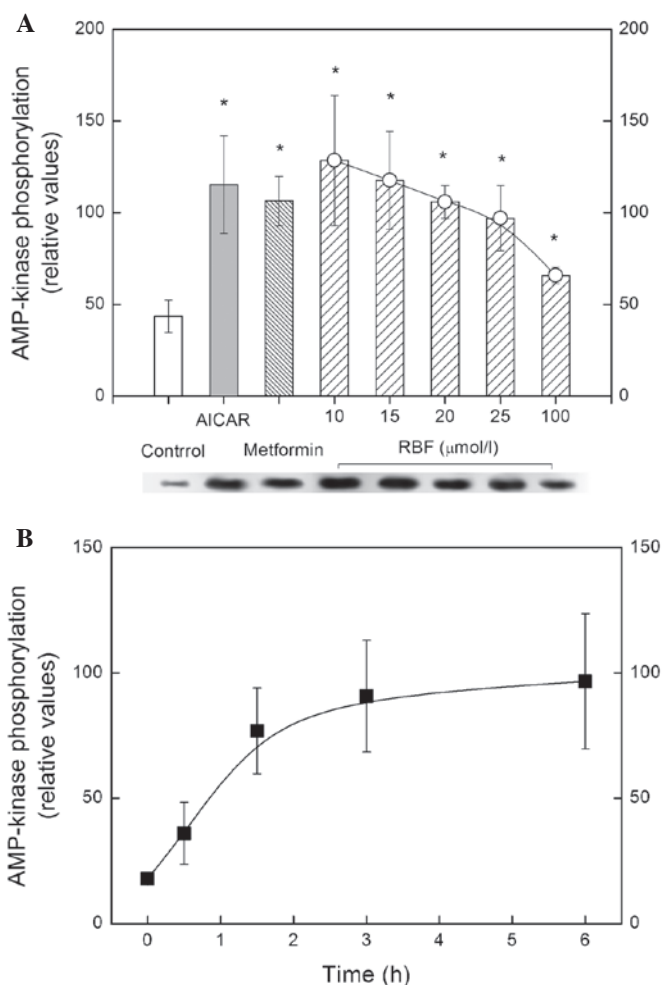 A
200
200
150
150
100
100
50
50
0
0
AMP-kinase phosphorylation
(relative values)
* * * * * * *
AICAR 10 15 20 25 100
Contrrol Metformin RBF (μmol/l)
B
150
150
100
100
50
50
0
0
AMP-kinase phosphorylation
(relative values)
0 1 2 3 4 5 6
Time (h)